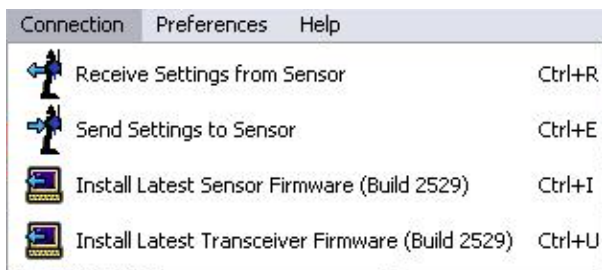 Connection Preferences Help
Receive Settings from Sensor Ctrl+R
Send Settings to Sensor Ctrl+E
Install Latest Sensor Firmware (Build 2529) Ctrl+I
Install Latest Transceiver Firmware (Build 2529) Ctrl+U